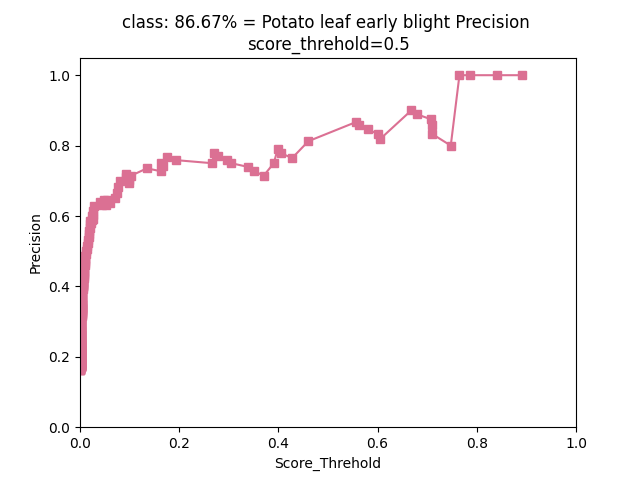 class: 86.67% = Potato leaf early blight Precision
score_threhold=0.5
1.0
0.8
0.6
0.4
0.2
0.0
Precision
0.0 0.2 0.4 0.6 0.8 1.0
Score_Threhold